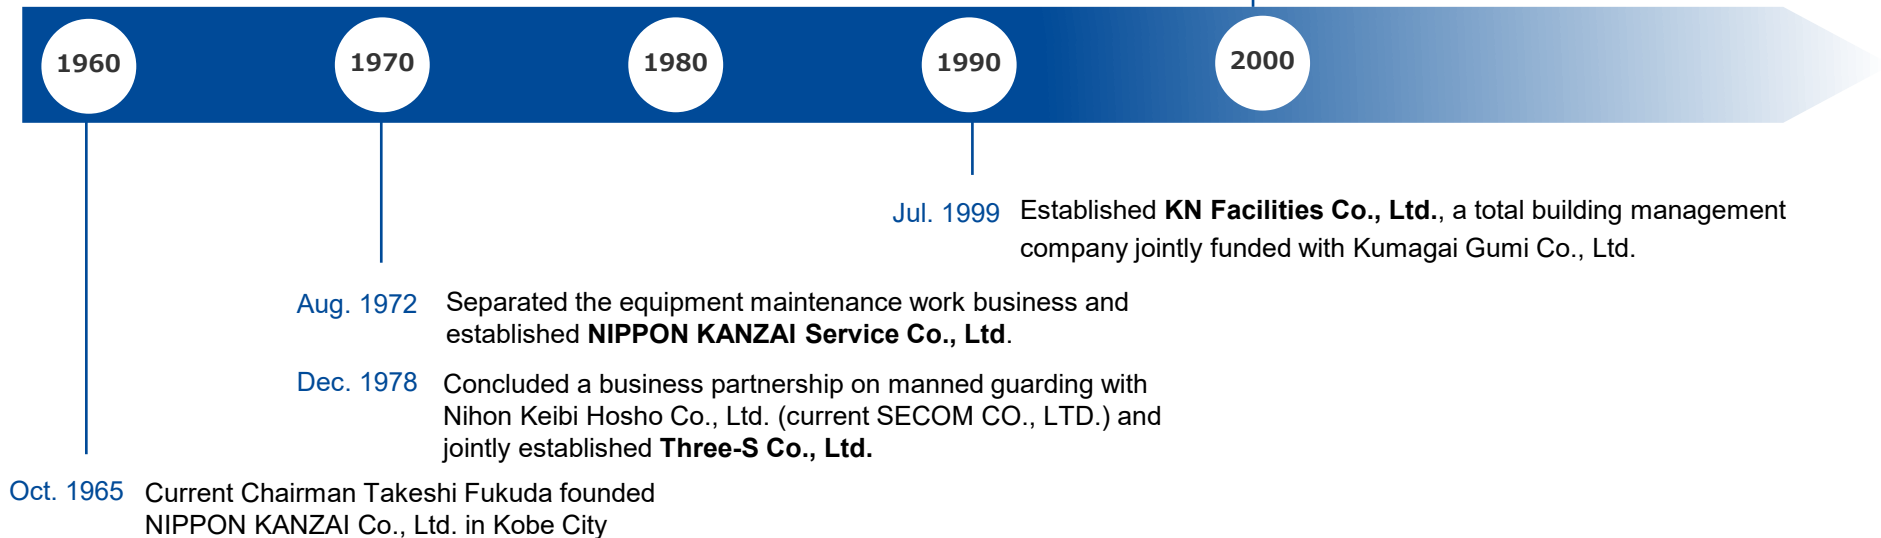 1960
1970
1980
1990
2000
Jul. 1999 Established KN Facilities Co., Ltd., a total building management
company jointly funded with Kumagai Gumi Co., Ltd.
Aug. 1972 Separated the equipment maintenance work business and
established NIPPON KANZAI Service Co., Ltd.
Dec. 1978 Concluded a business partnership on manned guarding with
Nihon Keibi Hosho Co., Ltd. (current SECOM CO., LTD.) and
jointly established Three-S Co., Ltd.
Oct. 1965 Current Chairman Takeshi Fukuda founded
NIPPON KANZAI Co., Ltd. in Kobe City